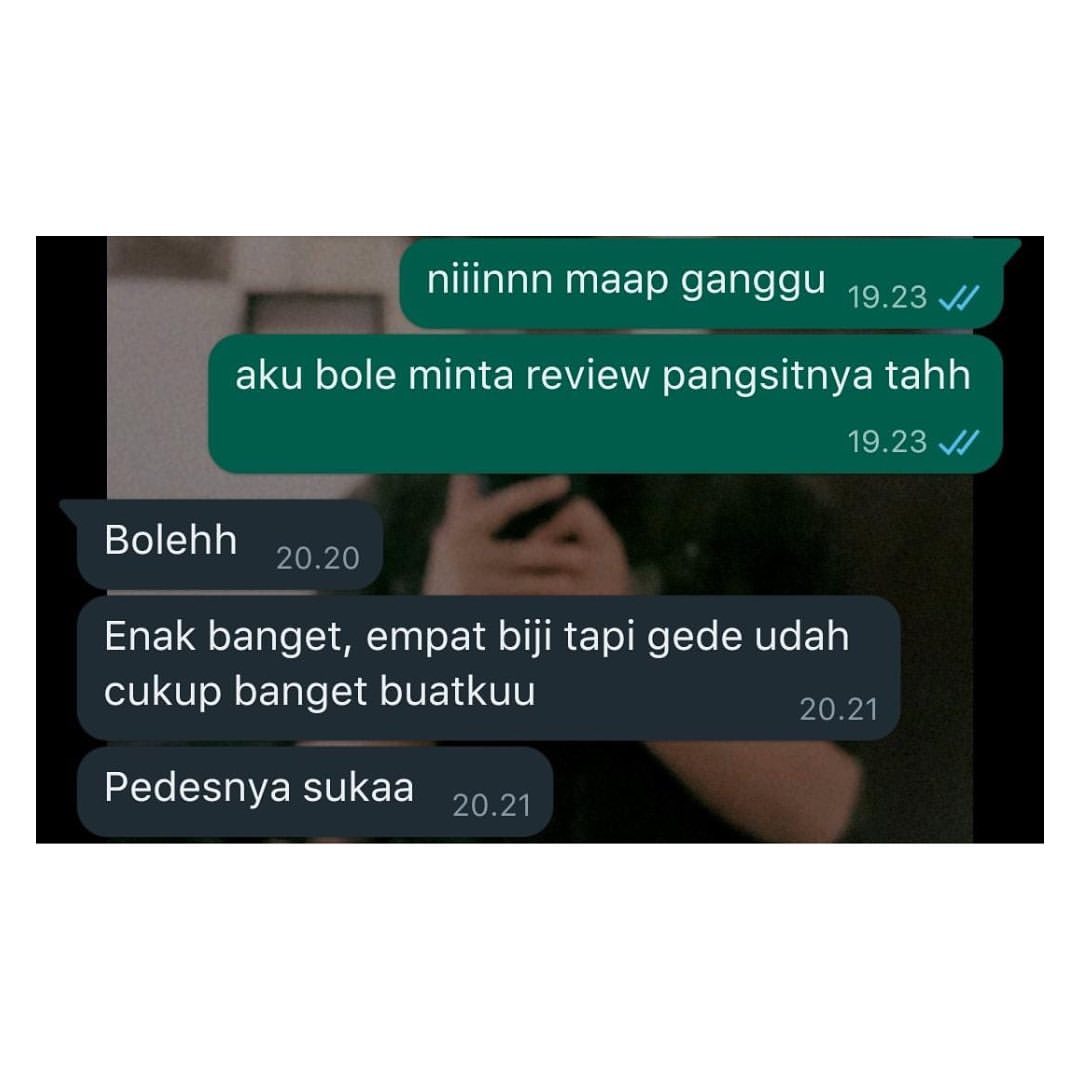 niiinnn maap ganggu 19.23
aku bole minta review pangsitnya tahh
19.23
Bolehh 20.20
Enak banget, empat biji tapi gede udah
cukup banget buatkuu 20.21
Pedesnya sukaa 20.21